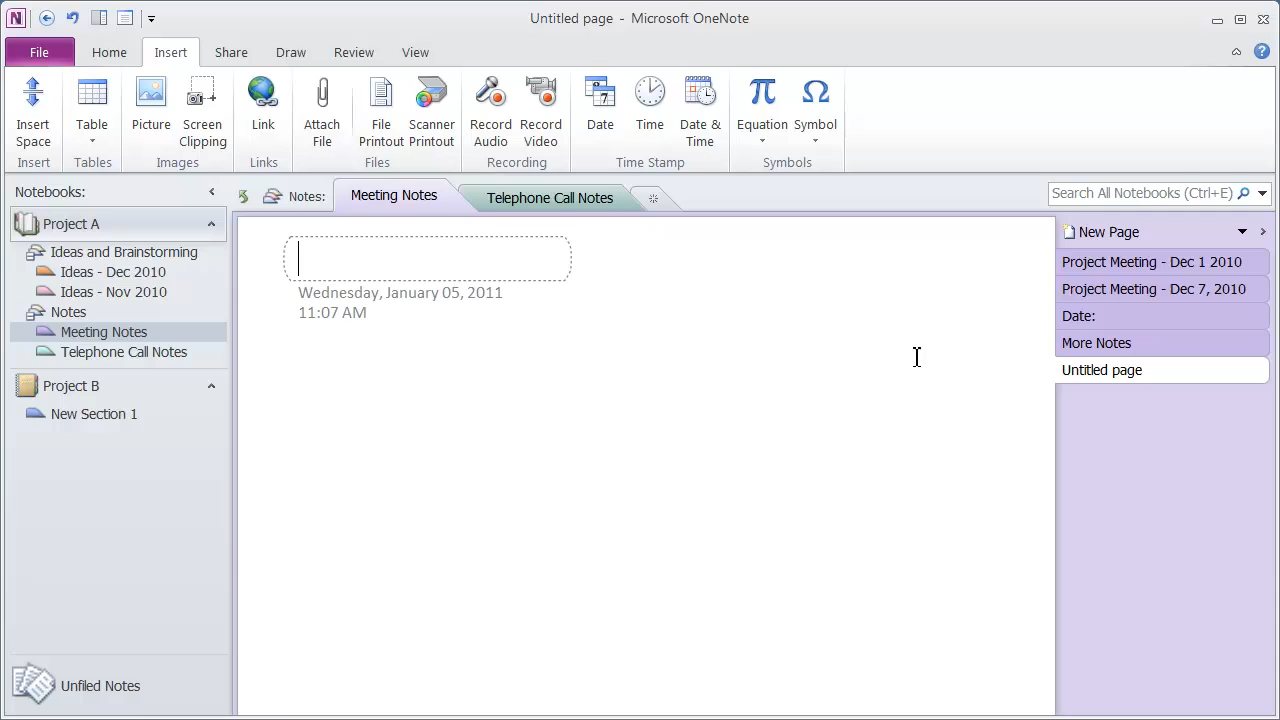 Untitled page - Microsoft OneNote
File Home Insert Share Draw Review View
Insert Space
Table
Picture
Screen Clipping
Link
Attach File
File Printout
Scanner Printout
Record Audio
Record Video
Date
Time
Date & Time
Equation
Symbol
Insert Tables Images Links Files Recording Time Stamp Symbols
Notebooks:
Project A
Ideas and Brainstorming
Ideas - Dec 2010
Ideas - Nov 2010
Notes
Meeting Notes
Telephone Call Notes
Project B
New Section 1
Unfiled Notes
Notes: Meeting Notes Telephone Call Notes
Search All Notebooks (Ctrl+E)
Wednesday, January 05, 2011
11:07 AM
New Page
Project Meeting - Dec 1 2010
Project Meeting - Dec 7, 2010
Date:
More Notes
Untitled page